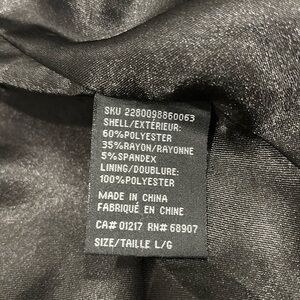 SKU 2280098860063
SHELL/EXTÉRIEUR:
60%POLYESTER
35%RAYON/RAYONNE
5%SPANDEX
LINING/DOUBLURE:
100%POLYESTER
MADE IN CHINA
FABRIQUÉ EN CHINE
CA# 01217 RN# 68907
SIZE/TAILLE L/G